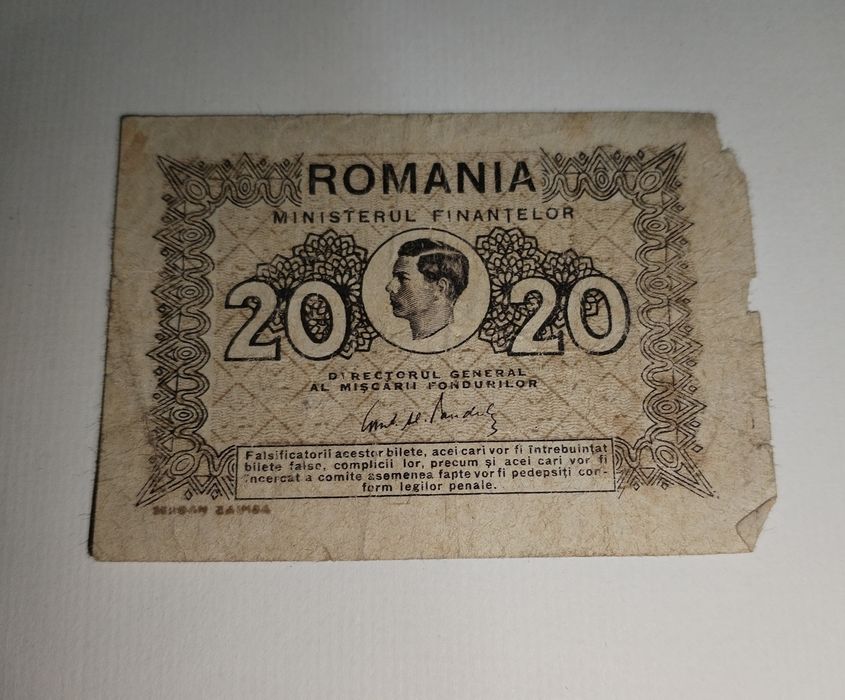 ROMANIA
MINISTERUL FINANȚELOR
20 20
DIRECTORUL GENERAL
AL MIȘCĂRII FONDURILOR
Falsificatorii acestor bilete, acei cari vor fi întrebuințat
bilete false, complicii lor, precum și acei cari vor fi
încercat a comite asemenea fapte vor fi pedepsiți con-
form legilor penale.